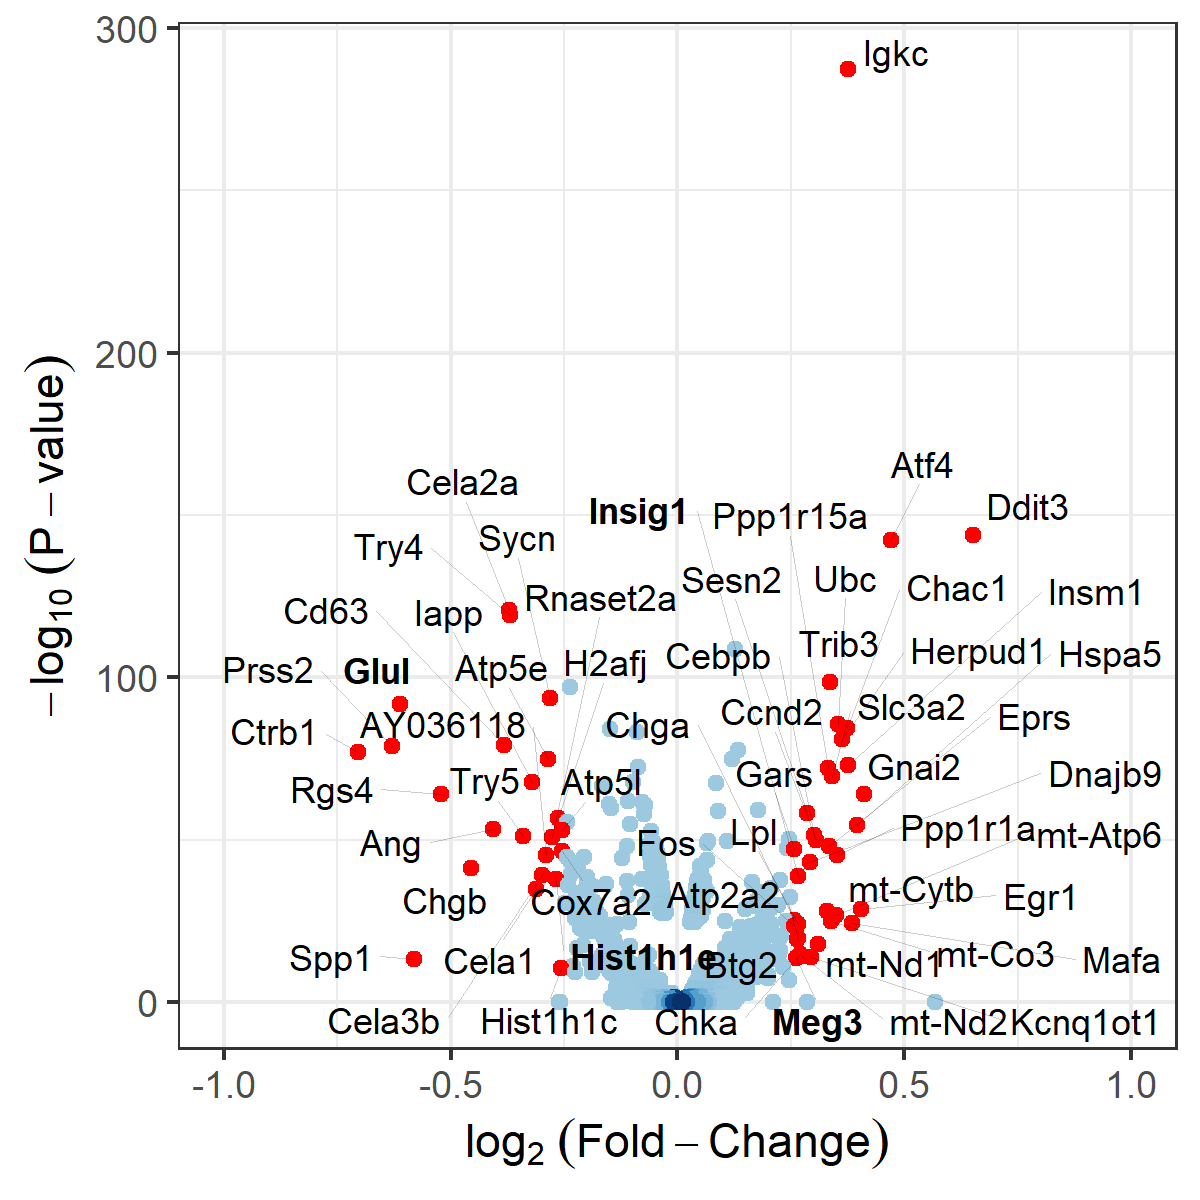 300
Igkc
200
Cela2a
Atf4
Insig1
Ppp1r15a
Ddit3
Try4
Sycn
Sesn2
Ubc
Chac1
Insm1
Cd63
Iapp
Rnaset2a
Trib3
Herpud1
Hspa5
Prss2
Glul
Atp5e
H2afj
Cebpb
100
Ctrb1
AY036118
Chga
Ccnd2
Slc3a2
Eprs
Rgs4
Try5
Atp5l
Gars
Gnai2
Dnajb9
Ang
Fos
Lpl
Ppp1r1a
mt-Atp6
Chgb
Cox7a2
Atp2a2
mt-Cytb
Egr1
Spp1
Cela1
Hist1h1e
Btg2
mt-Nd1
mt-Co3
Mafa
0
Cela3b
Hist1h1c
Chka
Meg3
mt-Nd2
Kcnq1ot1
-1.0
-0.5
0.0
0.5
1.0
log2 (Fold − Change)
−log10 (P − value)